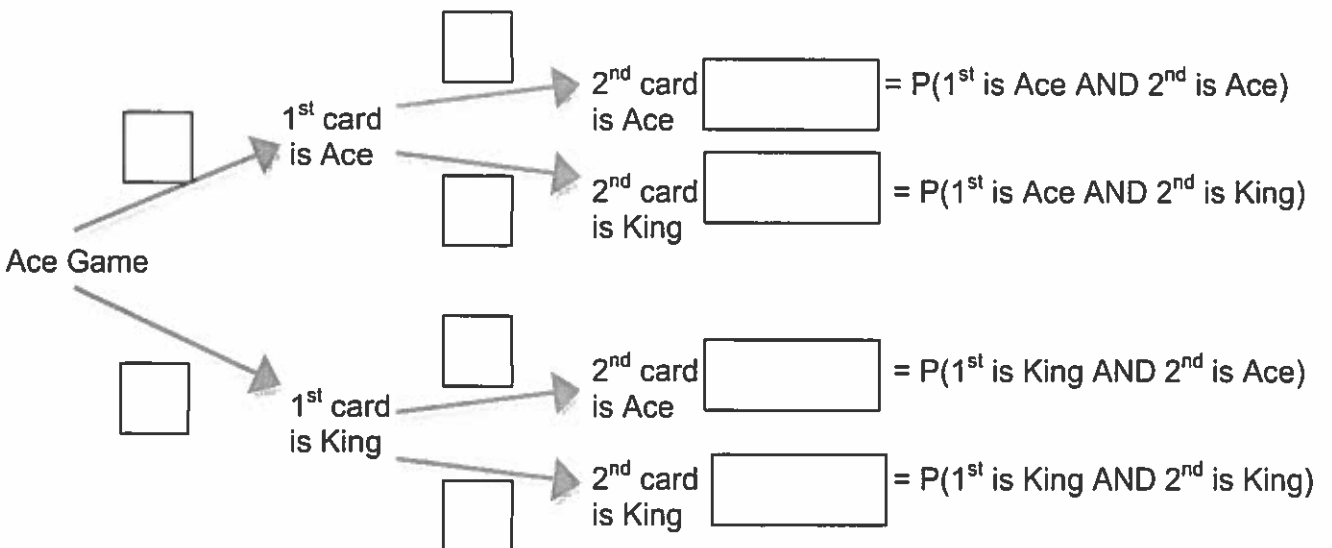 2nd card
is Ace
= P(1st is Ace AND 2nd is Ace)
1st card
is Ace
2nd card
is King
= P(1st is Ace AND 2nd is King)
Ace Game
2nd card
is Ace
= P(1st is King AND 2nd is Ace)
1st card
is King
2nd card
is King
= P(1st is King AND 2nd is King)